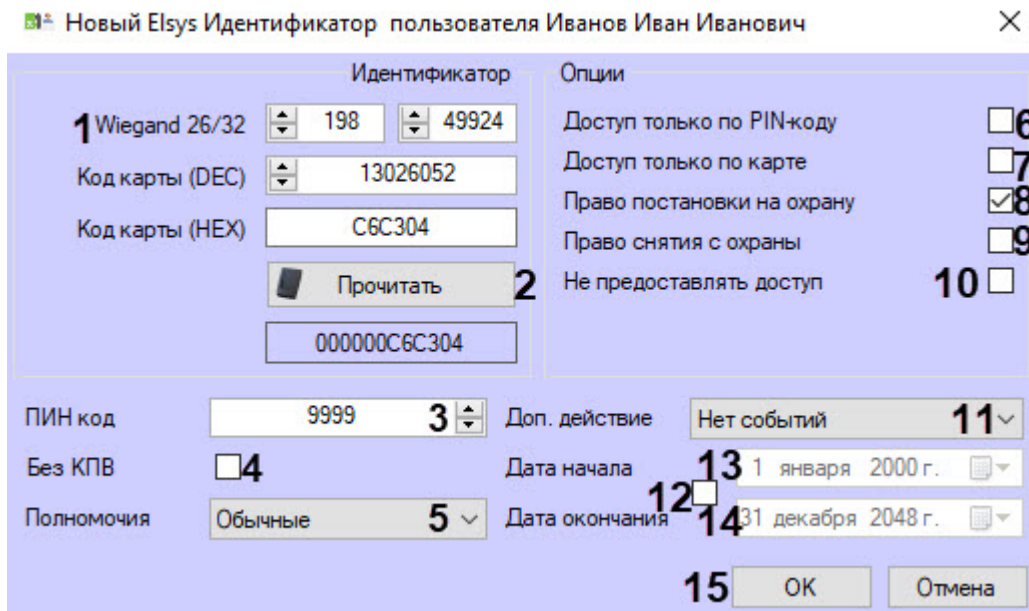 Новый Elsys Идентификатор пользователя Иванов Иван Иванович
Идентификатор
1 Wiegand 26/32 198 49924
Код карты (DEC) 13026052
Код карты (HEX) C6C304
Прочитать 2
000000C6C304
Опции
Доступ только по PIN-коду 6
Доступ только по карте 7
Право постановки на охрану 8
Право снятия с охраны 9
Не предоставлять доступ 10
ПИН код 9999 3
Доп. действие Нет событий 11
Без КПВ 4
Дата начала 13 1 января 2000 г.
12
Полномочия Обычные 5
Дата окончания 14 31 декабря 2048 г.
15 OK Отмена